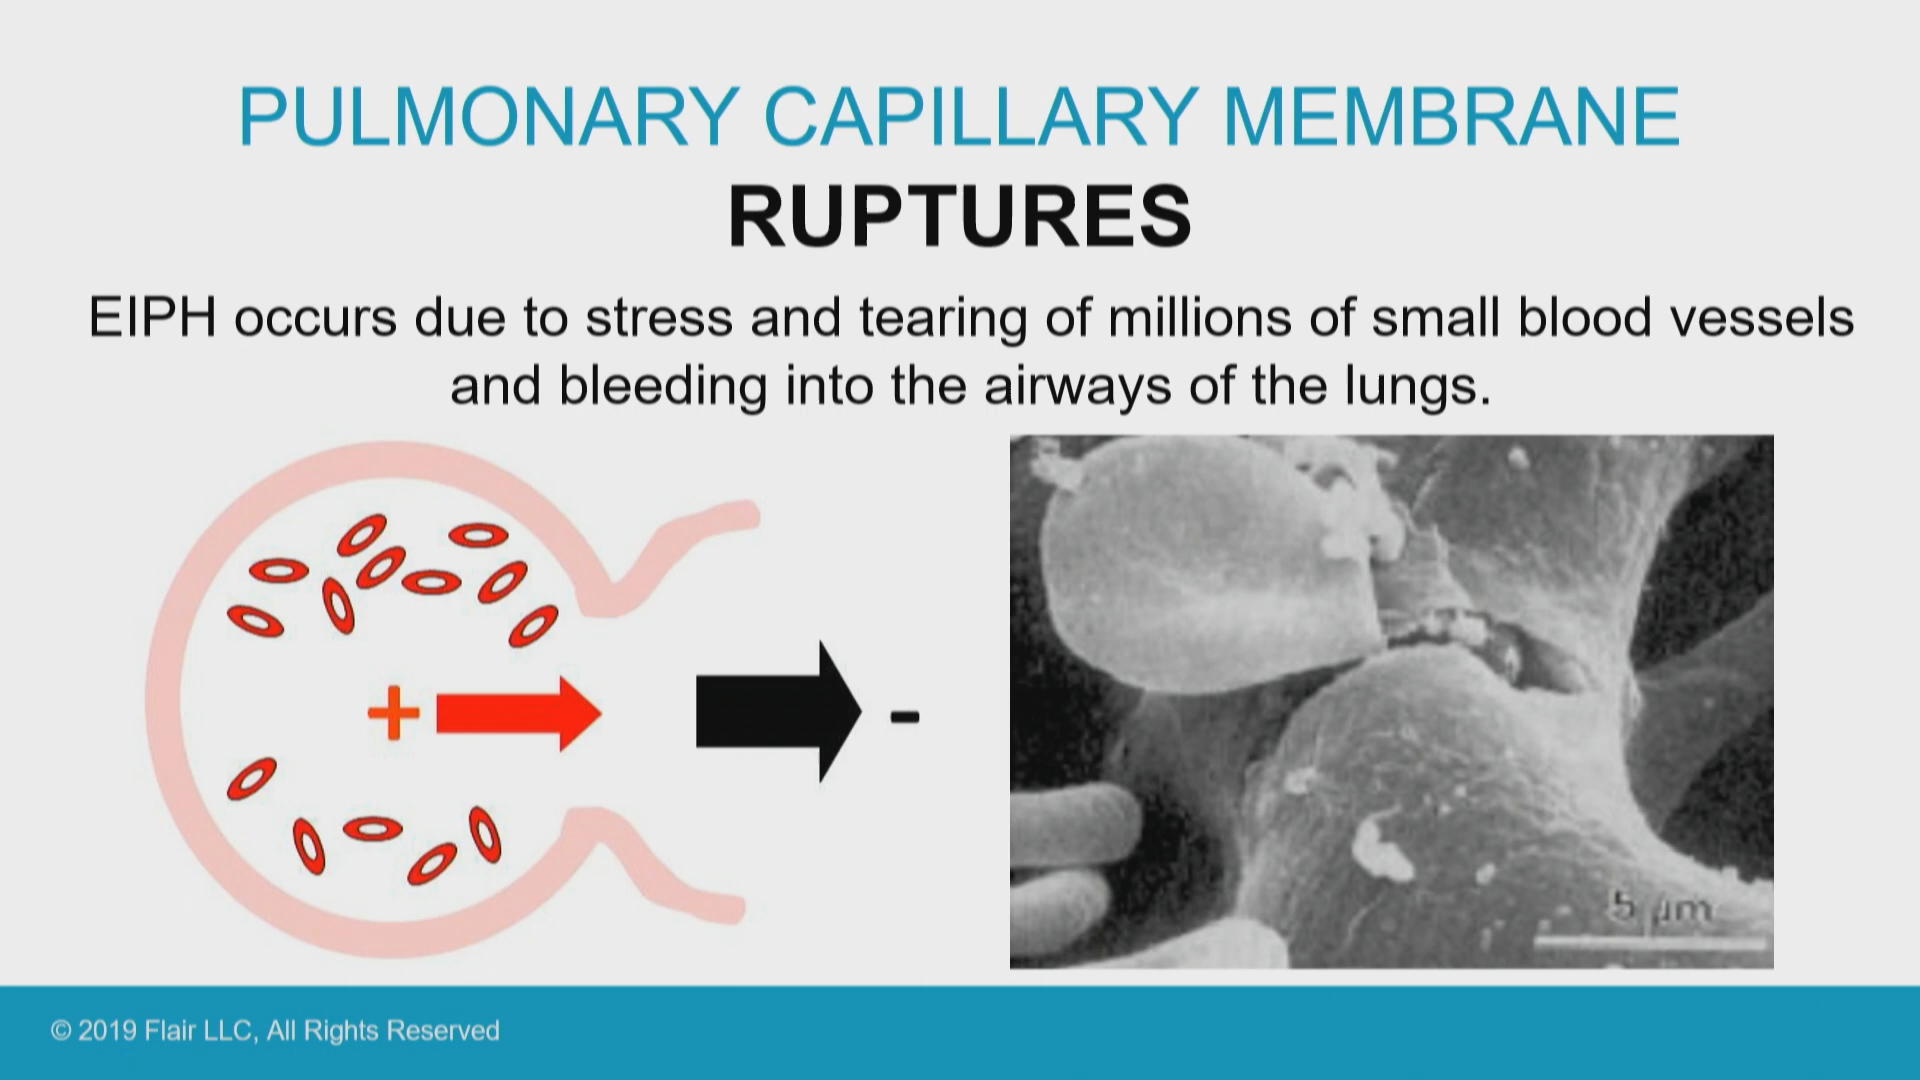 PULMONARY CAPILLARY MEMBRANE
RUPTURES
EIPH occurs due to stress and tearing of millions of small blood vessels
and bleeding into the airways of the lungs.
+
-
5 µm
© 2019 Flair LLC, All Rights Reserved